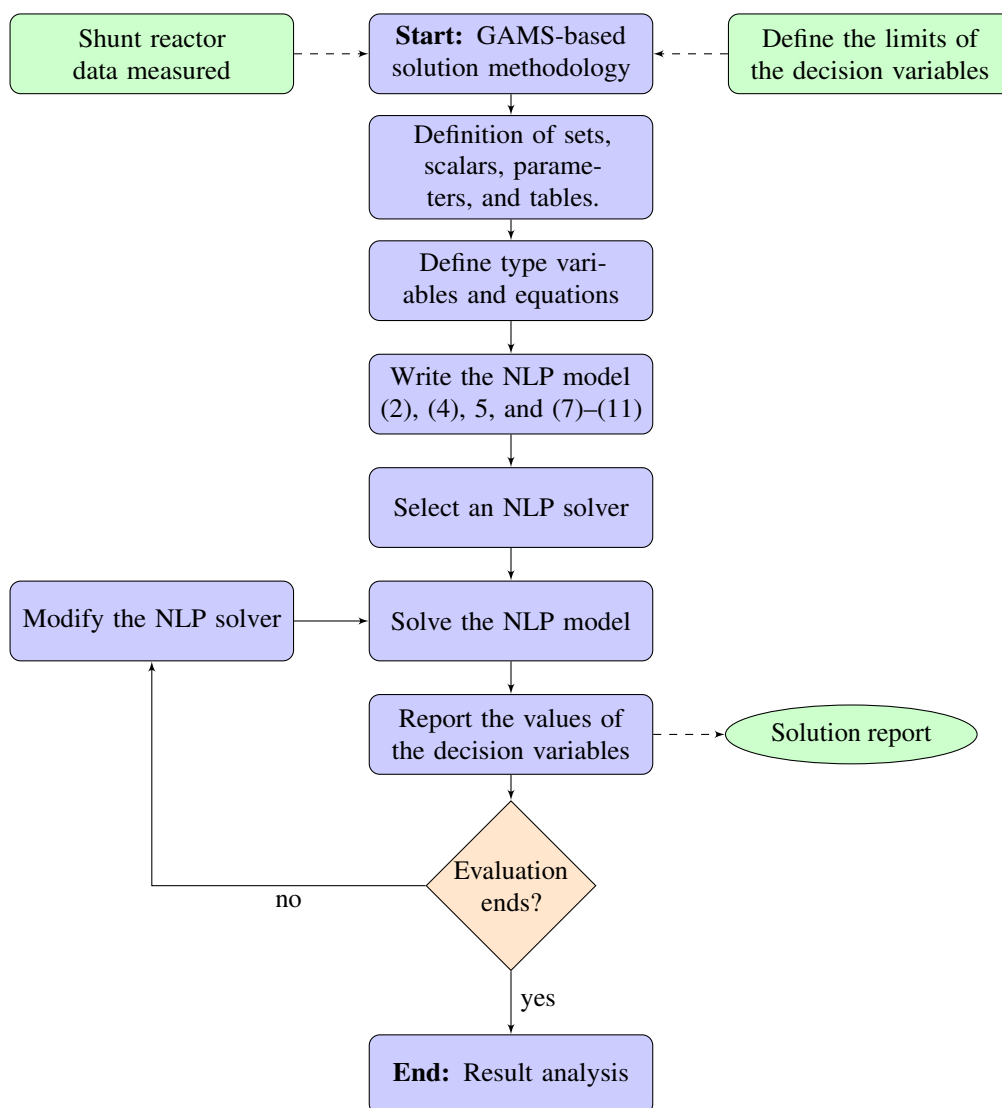 Shunt reactor
data measured
Start: GAMS-based
solution methodology
Define the limits of
the decision variables
Definition of sets,
scalars, parame-
ters, and tables.
Define type vari-
ables and equations
Write the NLP model
(2), (4), 5, and (7)–(11)
Select an NLP solver
Modify the NLP solver
Solve the NLP model
Report the values of
the decision variables
Solution report
Evaluation
ends?
no
yes
End: Result analysis